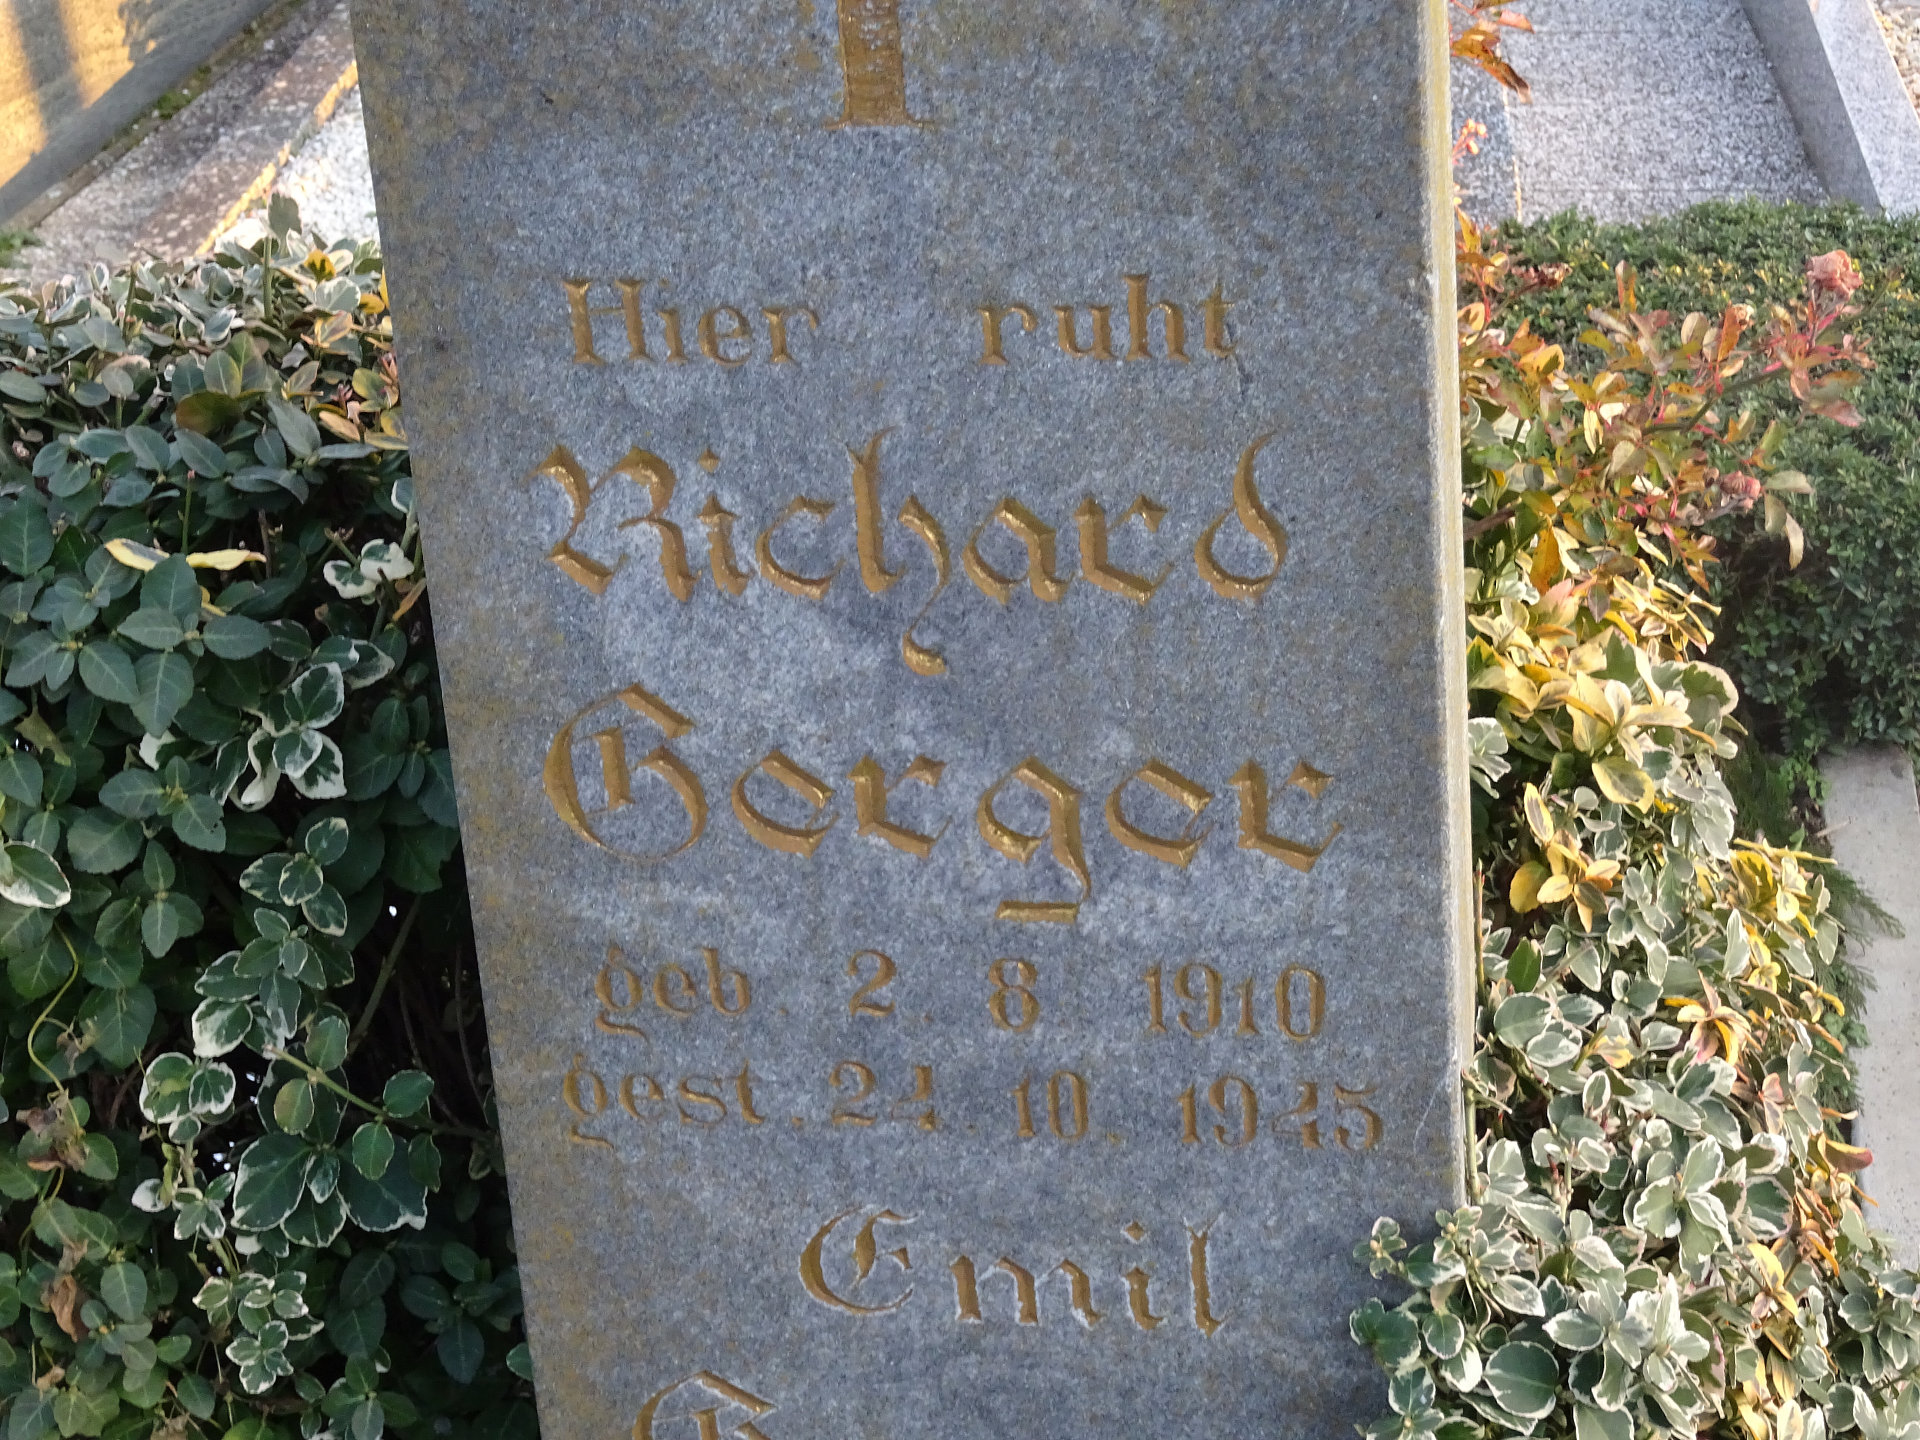 Hier ruht
Richard
Gerger
geb. 2. 8. 1910
gest. 24. 10. 1945
Emil